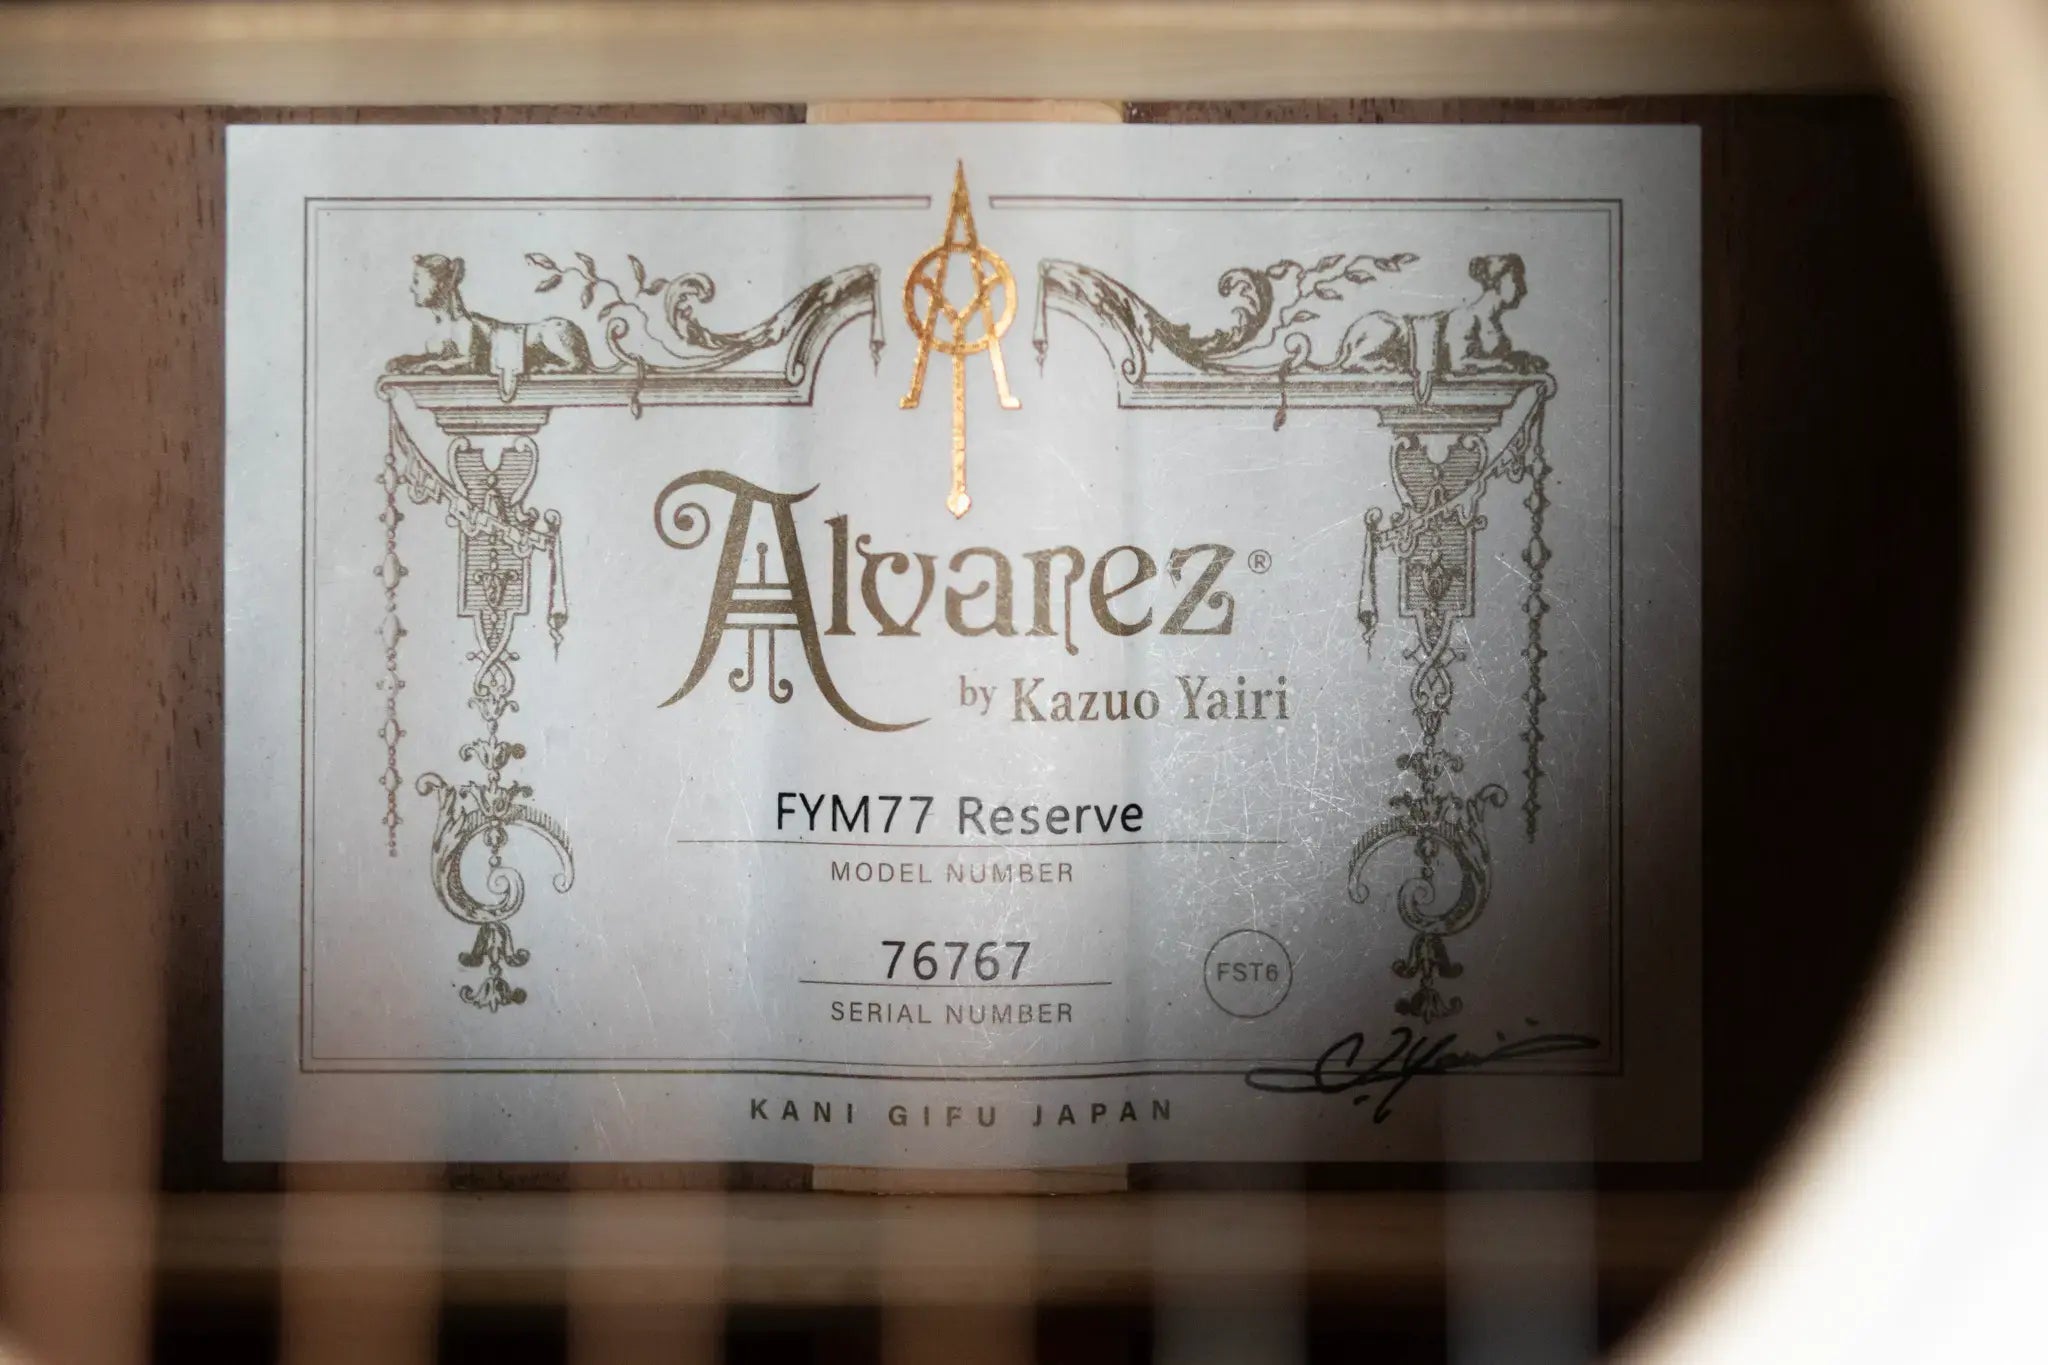 Alvarez®
by Kazuo Yairi
FYM77 Reserve
MODEL NUMBER
76767
SERIAL NUMBER
FST6
KANI GIFU JAPAN